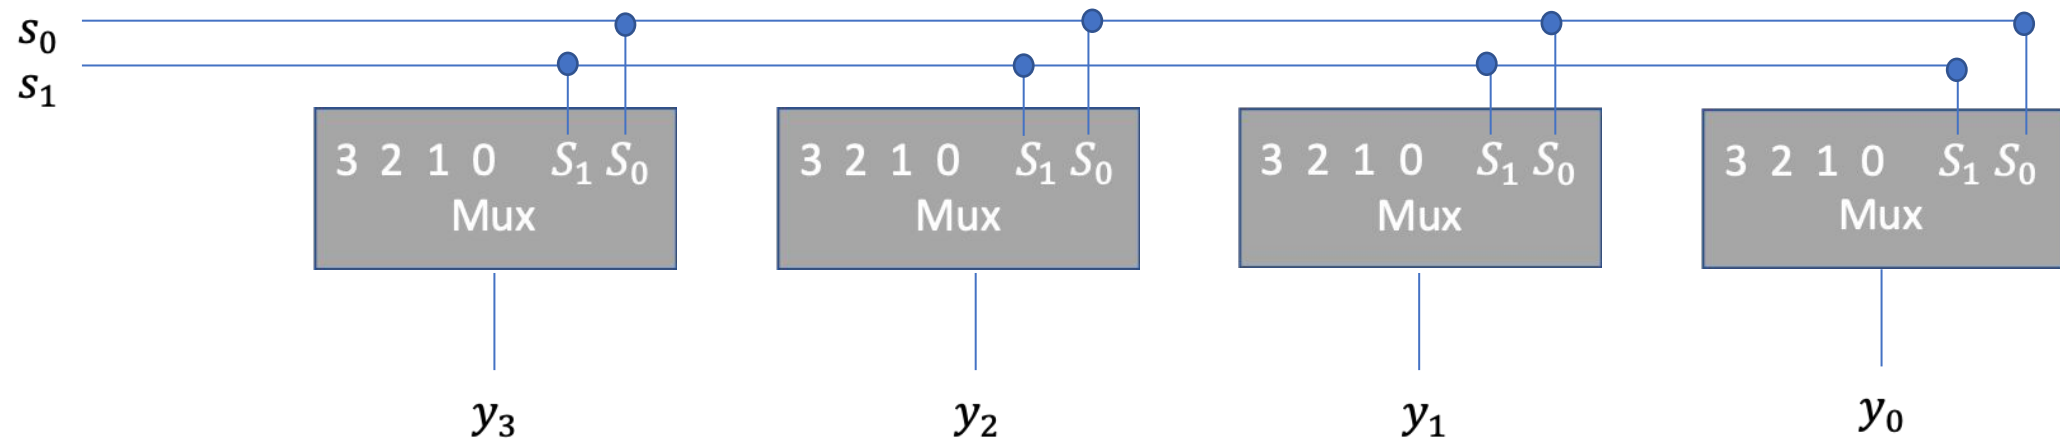 s₀
s₁
3 2 1 0 S₁ S₀
Mux
3 2 1 0 S₁ S₀
Mux
3 2 1 0 S₁ S₀
Mux
3 2 1 0 S₁ S₀
Mux
y₃
y₂
y₁
y₀